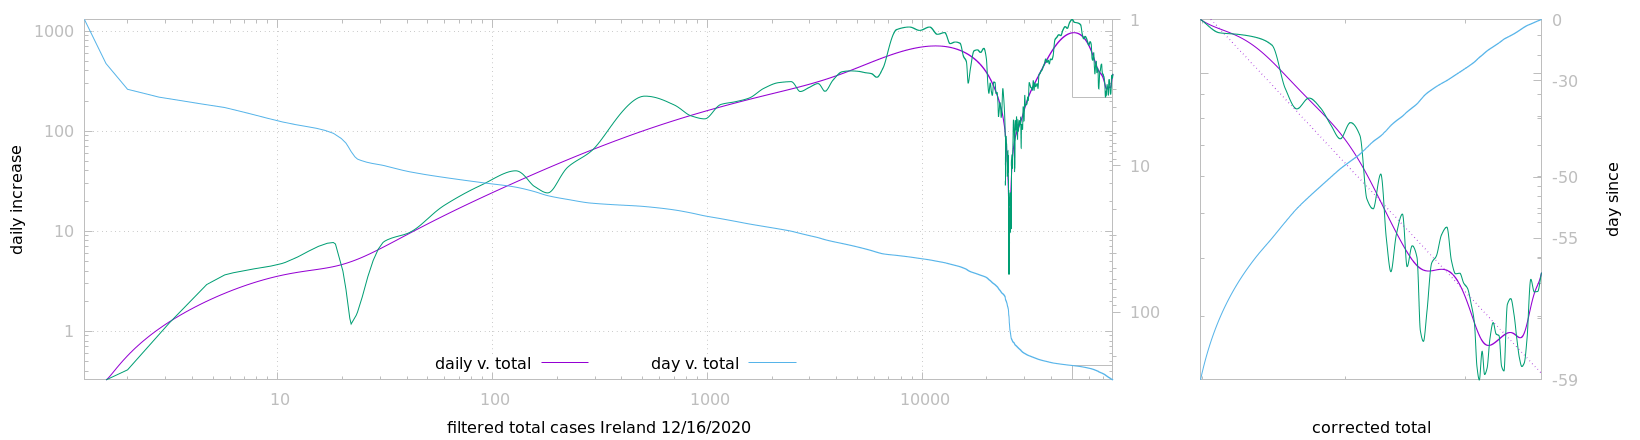 1000
100
10
1
daily increase
10
100
1000
10000
filtered total cases Ireland 12/16/2020
daily v. total
day v. total
1
10
100
0
-30
-50
-55
-59
day since
corrected total